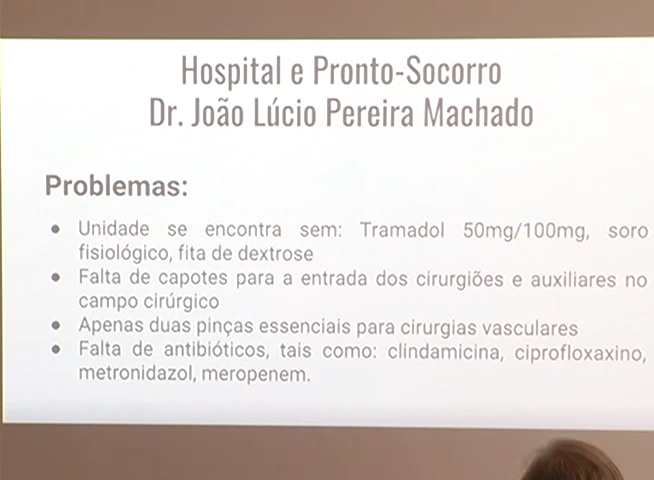 Hospital e Pronto-Socorro
Dr. João Lúcio Pereira Machado
Problemas:
● Unidade se encontra sem: Tramadol 50mg/100mg, soro
fisiológico, fita de dextrose
● Falta de capotes para a entrada dos cirurgiões e auxiliares no
campo cirúrgico
● Apenas duas pinças essenciais para cirurgias vasculares
● Falta de antibióticos, tais como: clindamicina, ciprofloxaxino,
metronidazol, meropenem.